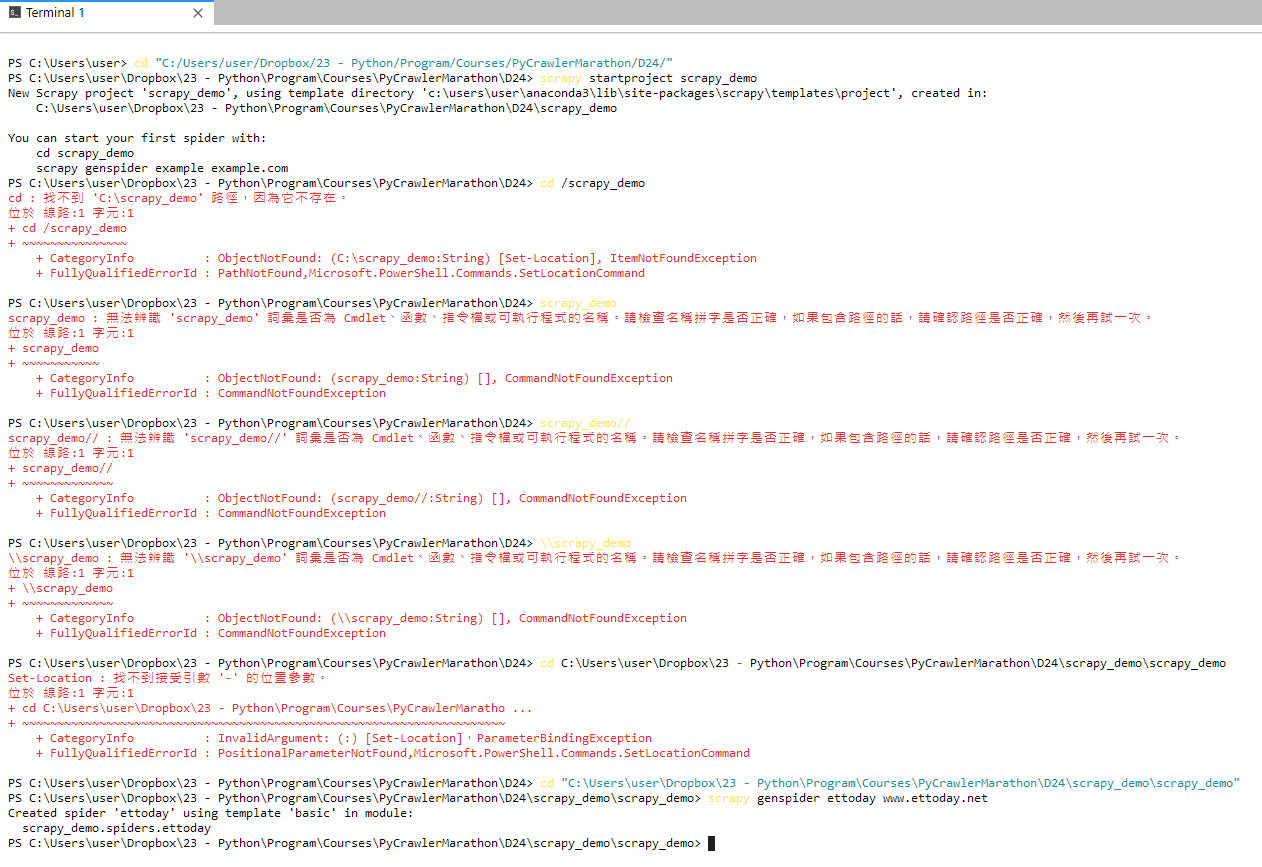 Terminal 1
PS C:\Users\user> cd "C:/Users/user/Dropbox/23 - Python/Program/Courses/PyCrawlerMarathon/D24/"
PS C:\Users\user\Dropbox\23 - Python\Program\Courses\PyCrawlerMarathon\D24> scrapy startproject scrapy_demo
New Scrapy project 'scrapy_demo', using template directory 'c:\users\user\anaconda3\lib\site-packages\scrapy\templates\project', created in:
    C:\Users\user\Dropbox\23 - Python\Program\Courses\PyCrawlerMarathon\D24\scrapy_demo
You can start your first spider with:
    cd scrapy_demo
    scrapy genspider example example.com
PS C:\Users\user\Dropbox\23 - Python\Program\Courses\PyCrawlerMarathon\D24> cd /scrapy_demo
cd : 找不到 'C:\scrapy_demo' 路徑，因為它不存在。
位於 線路:1 字元:1
+ cd /scrapy_demo
+ ~~~~~~~~~~~~~~~
    + CategoryInfo          : ObjectNotFound: (C:\scrapy_demo:String) [Set-Location], ItemNotFoundException
    + FullyQualifiedErrorId : PathNotFound,Microsoft.PowerShell.Commands.SetLocationCommand
PS C:\Users\user\Dropbox\23 - Python\Program\Courses\PyCrawlerMarathon\D24> scrapy_demo
scrapy_demo : 無法辨識 'scrapy_demo' 詞彙是否為 Cmdlet、函數、指令檔或可執行程式的名稱。請檢查名稱拼字是否正確，如果包含路徑的話，請確認路徑是否正確，然後再試一次。
位於 線路:1 字元:1
+ scrapy_demo
+ ~~~~~~~~~~~
    + CategoryInfo          : ObjectNotFound: (scrapy_demo:String) [], CommandNotFoundException
    + FullyQualifiedErrorId : CommandNotFoundException
PS C:\Users\user\Dropbox\23 - Python\Program\Courses\PyCrawlerMarathon\D24> scrapy_demo//
scrapy_demo// : 無法辨識 'scrapy_demo//' 詞彙是否為 Cmdlet、函數、指令檔或可執行程式的名稱。請檢查名稱拼字是否正確，如果包含路徑的話，請確認路徑是否正確，然後再試一次。
位於 線路:1 字元:1
+ scrapy_demo//
+ ~~~~~~~~~~~~~
    + CategoryInfo          : ObjectNotFound: (scrapy_demo//:String) [], CommandNotFoundException
    + FullyQualifiedErrorId : CommandNotFoundException
PS C:\Users\user\Dropbox\23 - Python\Program\Courses\PyCrawlerMarathon\D24> \\scrapy_demo
\\scrapy_demo : 無法辨識 '\\scrapy_demo' 詞彙是否為 Cmdlet、函數、指令檔或可執行程式的名稱。請檢查名稱拼字是否正確，如果包含路徑的話，請確認路徑是否正確，然後再試一次。
位於 線路:1 字元:1
+ \\scrapy_demo
+ ~~~~~~~~~~~~~
    + CategoryInfo          : ObjectNotFound: (\\scrapy_demo:String) [], CommandNotFoundException
    + FullyQualifiedErrorId : CommandNotFoundException
PS C:\Users\user\Dropbox\23 - Python\Program\Courses\PyCrawlerMarathon\D24> cd C:\Users\user\Dropbox\23 - Python\Program\Courses\PyCrawlerMarathon\D24\scrapy_demo\scrapy_demo
Set-Location : 找不到接受引數 '-' 的位置參數。
位於 線路:1 字元:1
+ cd C:\Users\user\Dropbox\23 - Python\Program\Courses\PyCrawlerMaratho ...
+ ~~~~~~~~~~~~~~~~~~~~~~~~~~~~~~~~~~~~~~~~~~~~~~~~~~~~~~~~~~~~~~~~~~~~~
    + CategoryInfo          : InvalidArgument: (:) [Set-Location]，ParameterBindingException
    + FullyQualifiedErrorId : PositionalParameterNotFound,Microsoft.PowerShell.Commands.SetLocationCommand
PS C:\Users\user\Dropbox\23 - Python\Program\Courses\PyCrawlerMarathon\D24> cd "C:\Users\user\Dropbox\23 - Python\Program\Courses\PyCrawlerMarathon\D24\scrapy_demo\scrapy_demo"
PS C:\Users\user\Dropbox\23 - Python\Program\Courses\PyCrawlerMarathon\D24\scrapy_demo\scrapy_demo> scrapy genspider ettoday www.ettoday.net
Created spider 'ettoday' using template 'basic' in module:
  scrapy_demo.spiders.ettoday
PS C:\Users\user\Dropbox\23 - Python\Program\Courses\PyCrawlerMarathon\D24\scrapy_demo\scrapy_demo>